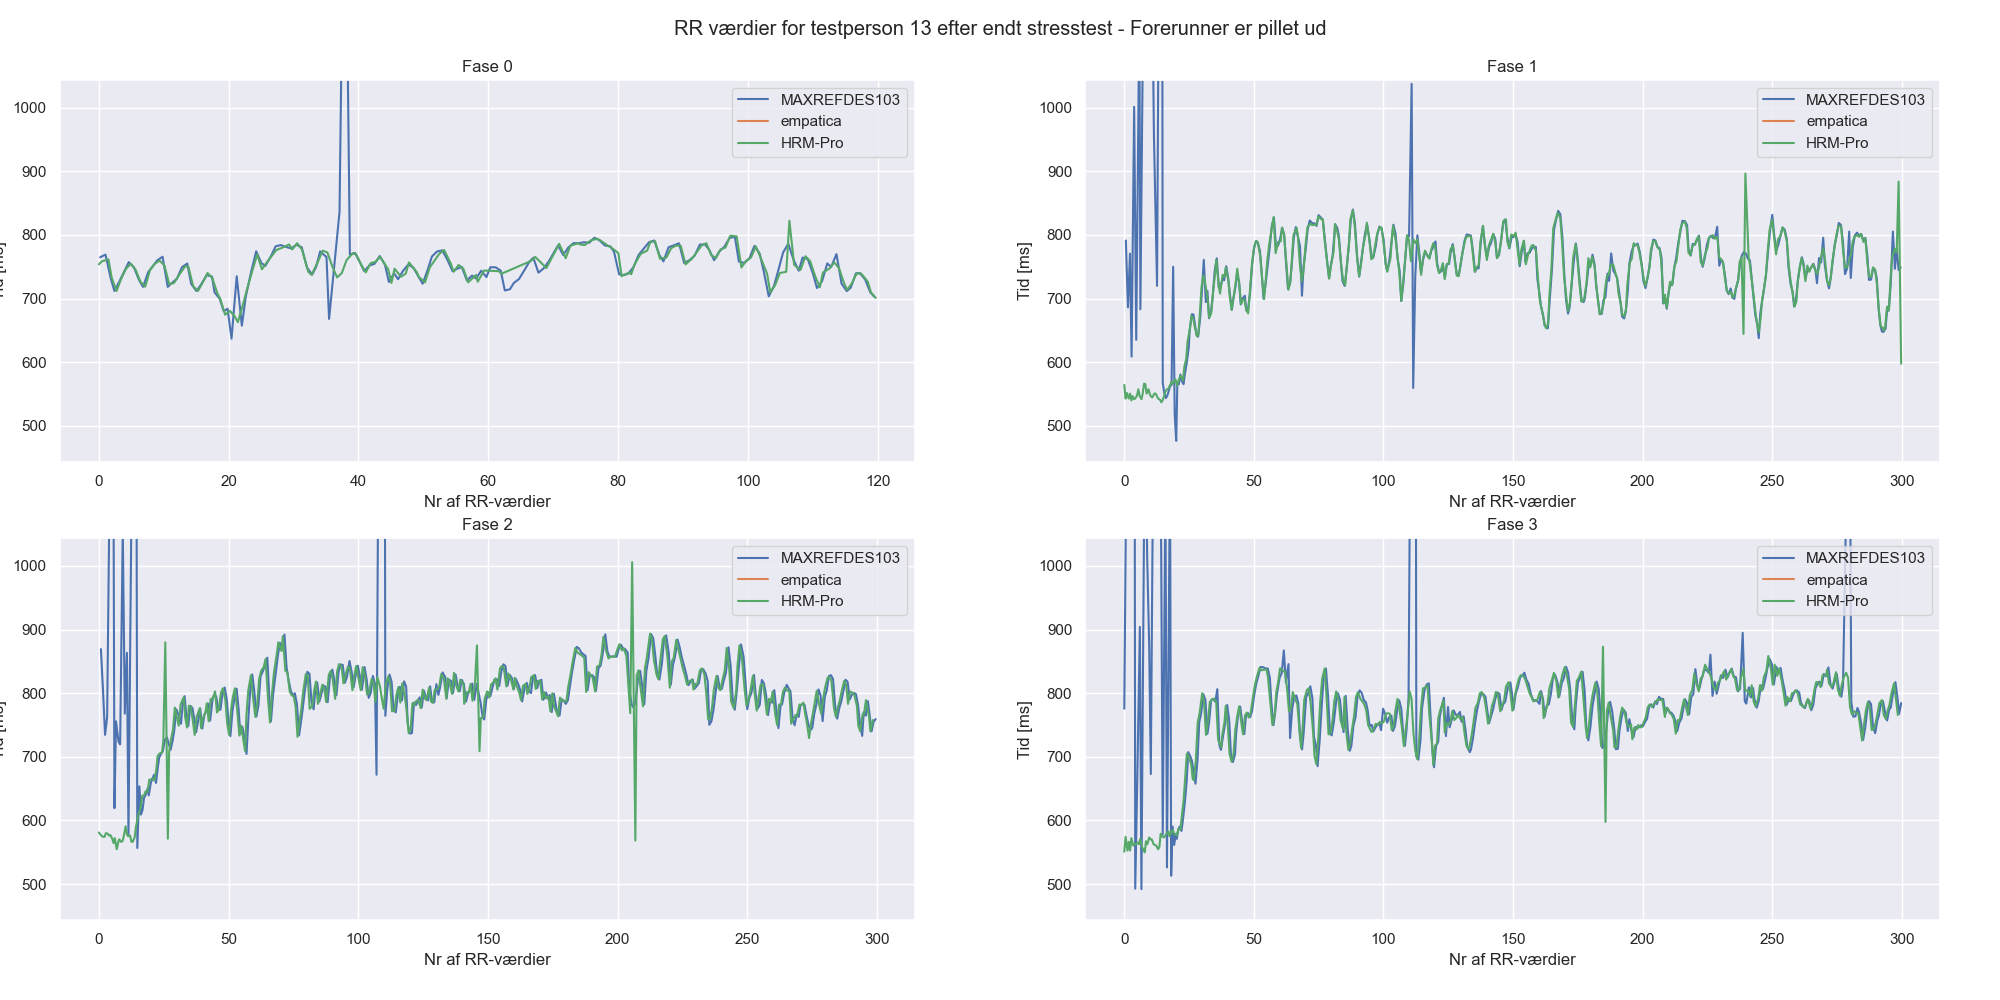 RR værdier for testperson 13 efter endt stresstest - Forerunner er pillet ud
Fase 0
1000
900
800
700
600
500
0
20
40
60
80
100
120
Nr af RR-værdier
MAXREFDES103
empatica
HRM-Pro
Fase 1
Tid [ms]
1000
900
800
700
600
500
0
50
100
150
200
250
300
Nr af RR-værdier
MAXREFDES103
empatica
HRM-Pro
Fase 2
1000
900
800
700
600
500
0
50
100
150
200
250
300
Nr af RR-værdier
MAXREFDES103
empatica
HRM-Pro
Fase 3
Tid [ms]
1000
900
800
700
600
500
0
50
100
150
200
250
300
Nr af RR-værdier
MAXREFDES103
empatica
HRM-Pro